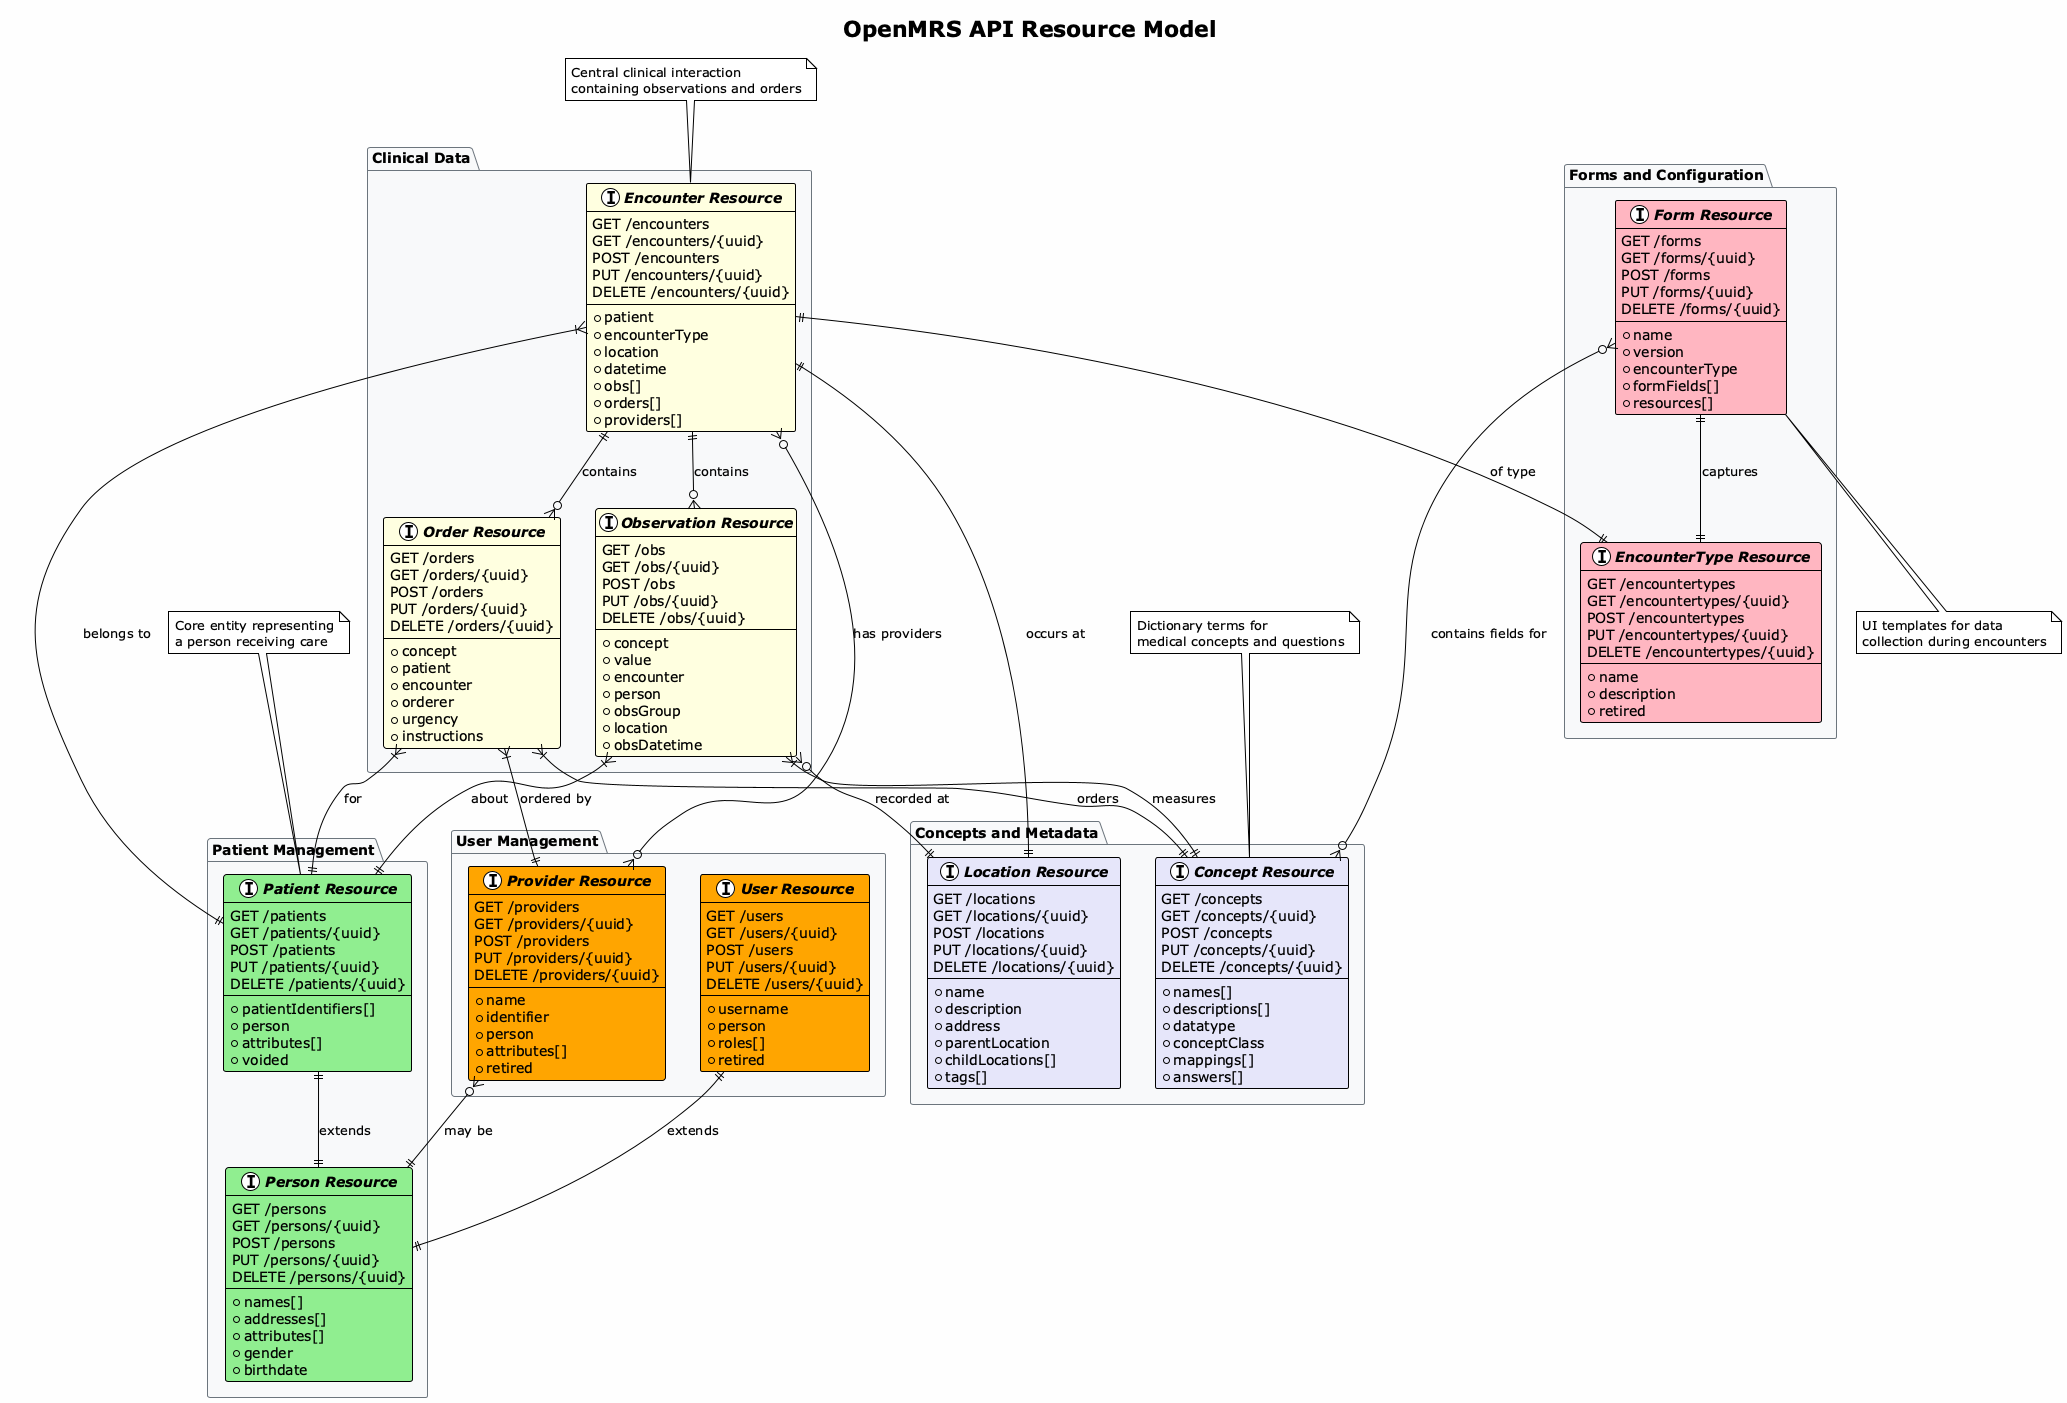 OpenMRS API Resource Model
Central clinical interaction
containing observations and orders
Clinical Data
Encounter Resource
GET /encounters
GET /encounters/{uuid}
POST /encounters
PUT /encounters/{uuid}
DELETE /encounters/{uuid}
patient
encounterType
location
datetime
obs[]
orders[]
providers[]
Forms and Configuration
Form Resource
GET /forms
GET /forms/{uuid}
POST /forms
PUT /forms/{uuid}
DELETE /forms/{uuid}
name
version
encounterType
formFields[]
resources[]
contains
contains
of type
captures
Order Resource
GET /orders
GET /orders/{uuid}
POST /orders
PUT /orders/{uuid}
DELETE /orders/{uuid}
concept
patient
encounter
orderer
urgency
instructions
Observation Resource
GET /obs
GET /obs/{uuid}
POST /obs
PUT /obs/{uuid}
DELETE /obs/{uuid}
concept
value
encounter
person
obsGroup
location
obsDatetime
EncounterType Resource
GET /encountertypes
GET /encountertypes/{uuid}
POST /encountertypes
PUT /encountertypes/{uuid}
DELETE /encountertypes/{uuid}
name
description
retired
belongs to
Core entity representing
a person receiving care
has providers
occurs at
Dictionary terms for
medical concepts and questions
contains fields for
UI templates for data
collection during encounters
for
about
ordered by
recorded at
orders
measures
Patient Management
Patient Resource
GET /patients
GET /patients/{uuid}
POST /patients
PUT /patients/{uuid}
DELETE /patients/{uuid}
patientIdentifiers[]
person
attributes[]
voided
User Management
Provider Resource
GET /providers
GET /providers/{uuid}
POST /providers
PUT /providers/{uuid}
DELETE /providers/{uuid}
name
identifier
person
attributes[]
retired
User Resource
GET /users
GET /users/{uuid}
POST /users
PUT /users/{uuid}
DELETE /users/{uuid}
username
person
roles[]
retired
Concepts and Metadata
Location Resource
GET /locations
GET /locations/{uuid}
POST /locations
PUT /locations/{uuid}
DELETE /locations/{uuid}
name
description
address
parentLocation
childLocations[]
tags[]
Concept Resource
GET /concepts
GET /concepts/{uuid}
POST /concepts
PUT /concepts/{uuid}
DELETE /concepts/{uuid}
names[]
descriptions[]
datatype
conceptClass
mappings[]
answers[]
extends
may be
extends
Person Resource
GET /persons
GET /persons/{uuid}
POST /persons
PUT /persons/{uuid}
DELETE /persons/{uuid}
names[]
addresses[]
attributes[]
gender
birthdate